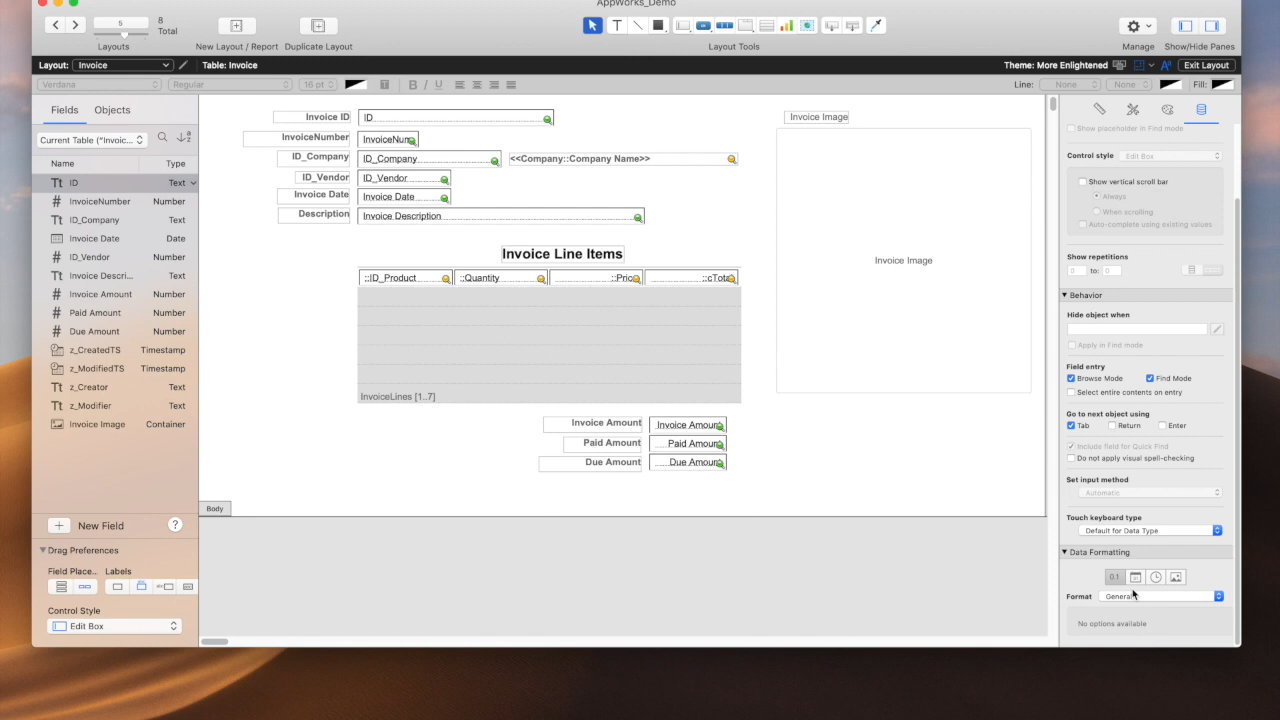 AppWorks_Demo
5
8
Total
Layouts
New Layout / Report
Duplicate Layout
Layout Tools
Manage
Show/Hide Panes
Layout: Invoice
Table: Invoice
Theme: More Enlightened
Exit Layout
Verdana
Regular
16 pt
B I U
Line: None
None
Fill:
Fields
Objects
Current Table ("Invoic...
Name
Type
Tt ID Text
# InvoiceNumber Number
Tt ID_Company Text
Invoice Date Date
# ID_Vendor Number
Tt Invoice Descri... Text
# Invoice Amount Number
# Paid Amount Number
# Due Amount Number
z_CreatedTS Timestamp
z_ModifiedTS Timestamp
Tt z_Creator Text
Tt z_Modifier Text
Invoice Image Container
+ New Field
?
Drag Preferences
Field Place..
Labels
Control Style
Edit Box
Invoice ID
ID
InvoiceNumber
InvoiceNum
ID_Company
ID_Company
<<Company::Company Name>>
ID_Vendor
ID_Vendor
Invoice Date
Invoice Date
Description
Invoice Description
Invoice Line Items
::ID_Product
::Quantity
::Pric
::cTota
InvoiceLines [1..7]
Invoice Amount
Invoice Amoun
Paid Amount
Paid Amoun
Due Amount
Due Amoun
Body
Invoice Image
Invoice Image
Show placeholder in Find mode
Control style
Edit Box
Show vertical scroll bar
Always
When scrolling
Auto-complete using existing values
Show repetitions
0 to: 0
Behavior
Hide object when
Apply in Find mode
Field entry
Browse Mode
Find Mode
Select entire contents on entry
Go to next object using
Tab
Return
Enter
Include field for Quick Find
Do not apply visual spell-checking
Set input method
Automatic
Touch keyboard type
Default for Data Type
Data Formatting
0.1
Format
General
No options available